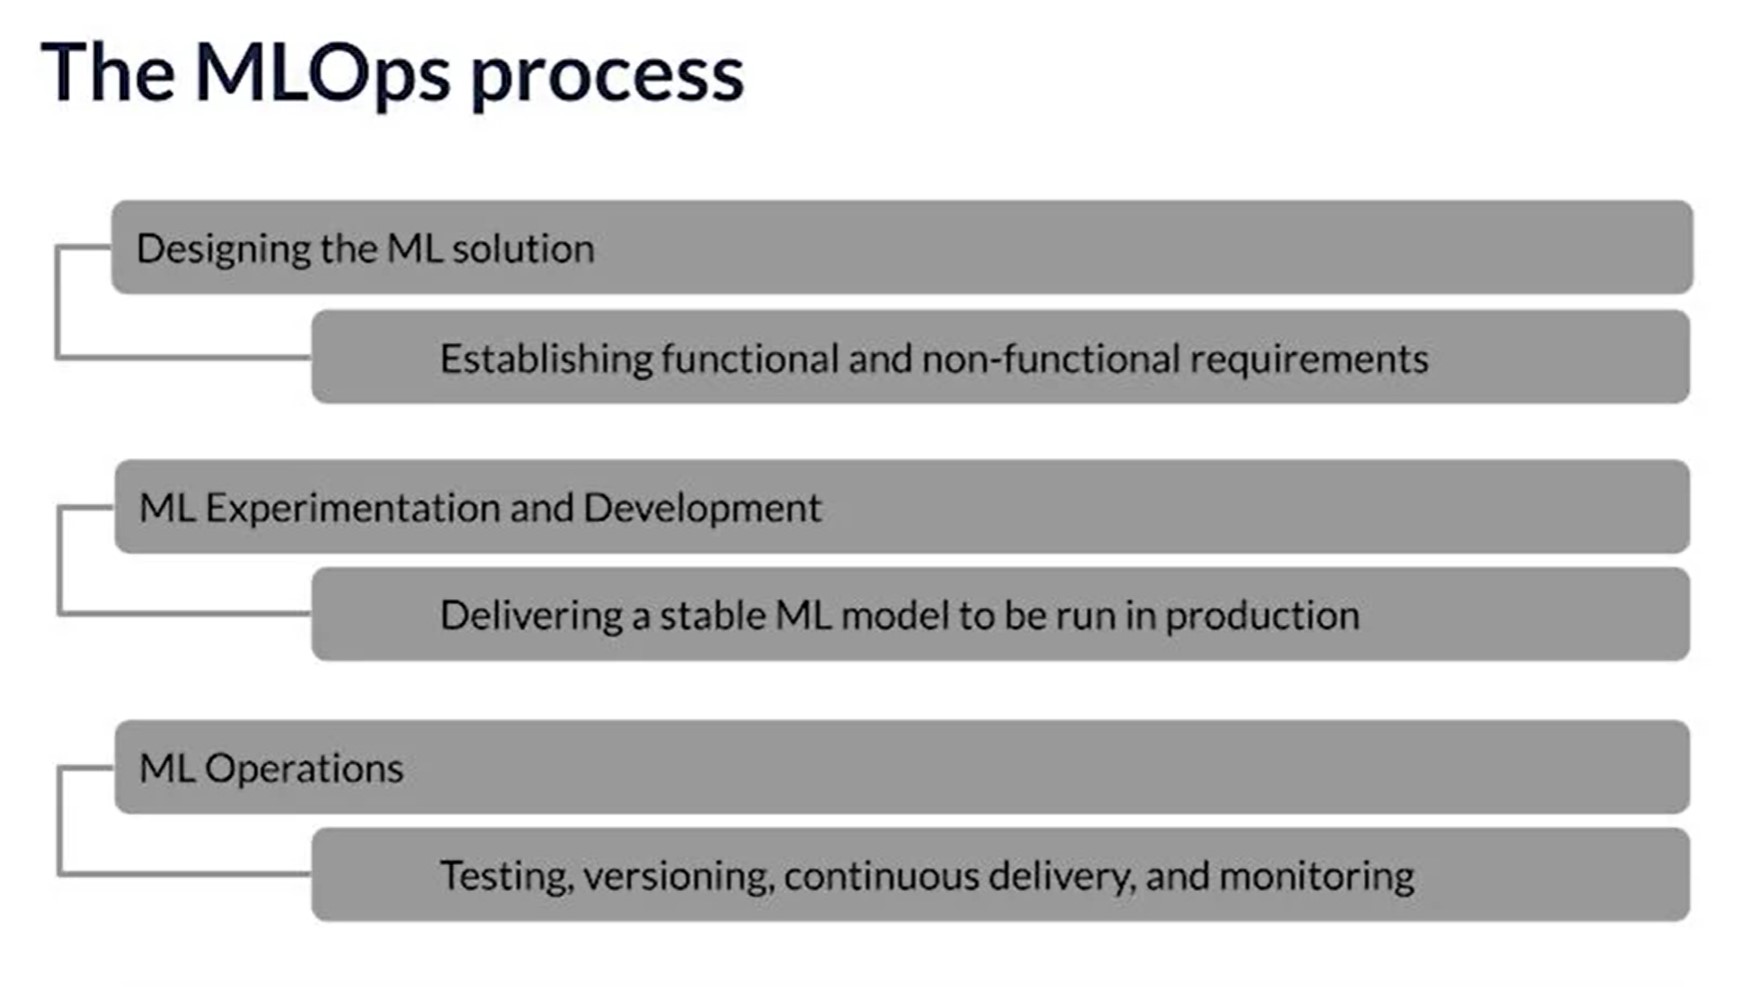 The MLOps process
Designing the ML solution
Establishing functional and non-functional requirements
ML Experimentation and Development
Delivering a stable ML model to be run in production
ML Operations
Testing, versioning, continuous delivery, and monitoring